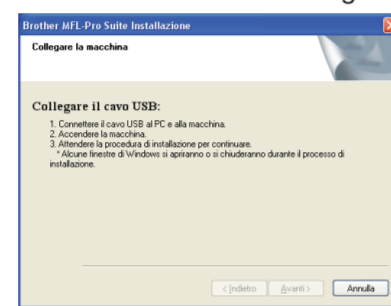 Brother MFL-Pro Suite Installazione
Collegare la macchina
Collegare il cavo USB:
1. Connettere il cavo USB al PC e alla macchina.
2. Accendere la macchina.
3. Attendere la procedura di installazione per continuare.
* Alcune finestre di Windows si apriranno o si chiuderanno durante il processo di
installazione.
< Indietro Avanti > Annulla